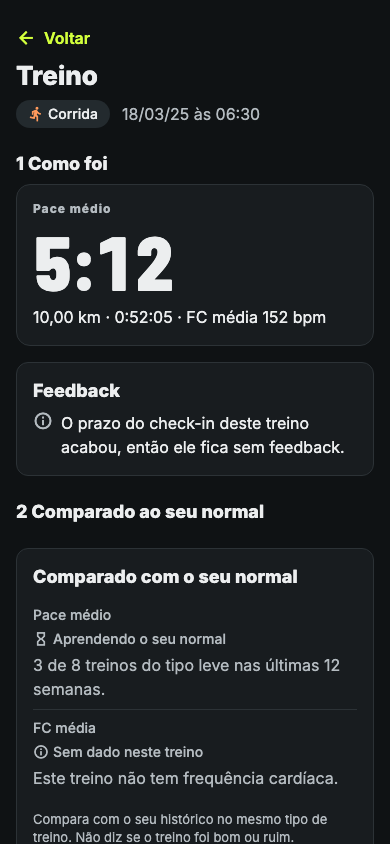 Voltar
Treino
Corrida 18/03/25 às 06:30
1 Como foi
Pace médio
5:12
10,00 km · 0:52:05 · FC média 152 bpm
Feedback
O prazo do check-in deste treino
acabou, então ele fica sem feedback.
2 Comparado ao seu normal
Comparado com o seu normal
Pace médio
Aprendendo o seu normal
3 de 8 treinos do tipo leve nas últimas 12
semanas.
FC média
Sem dado neste treino
Este treino não tem frequência cardíaca.
Compara com o seu histórico no mesmo tipo de
treino. Não diz se o treino foi bom ou ruim.